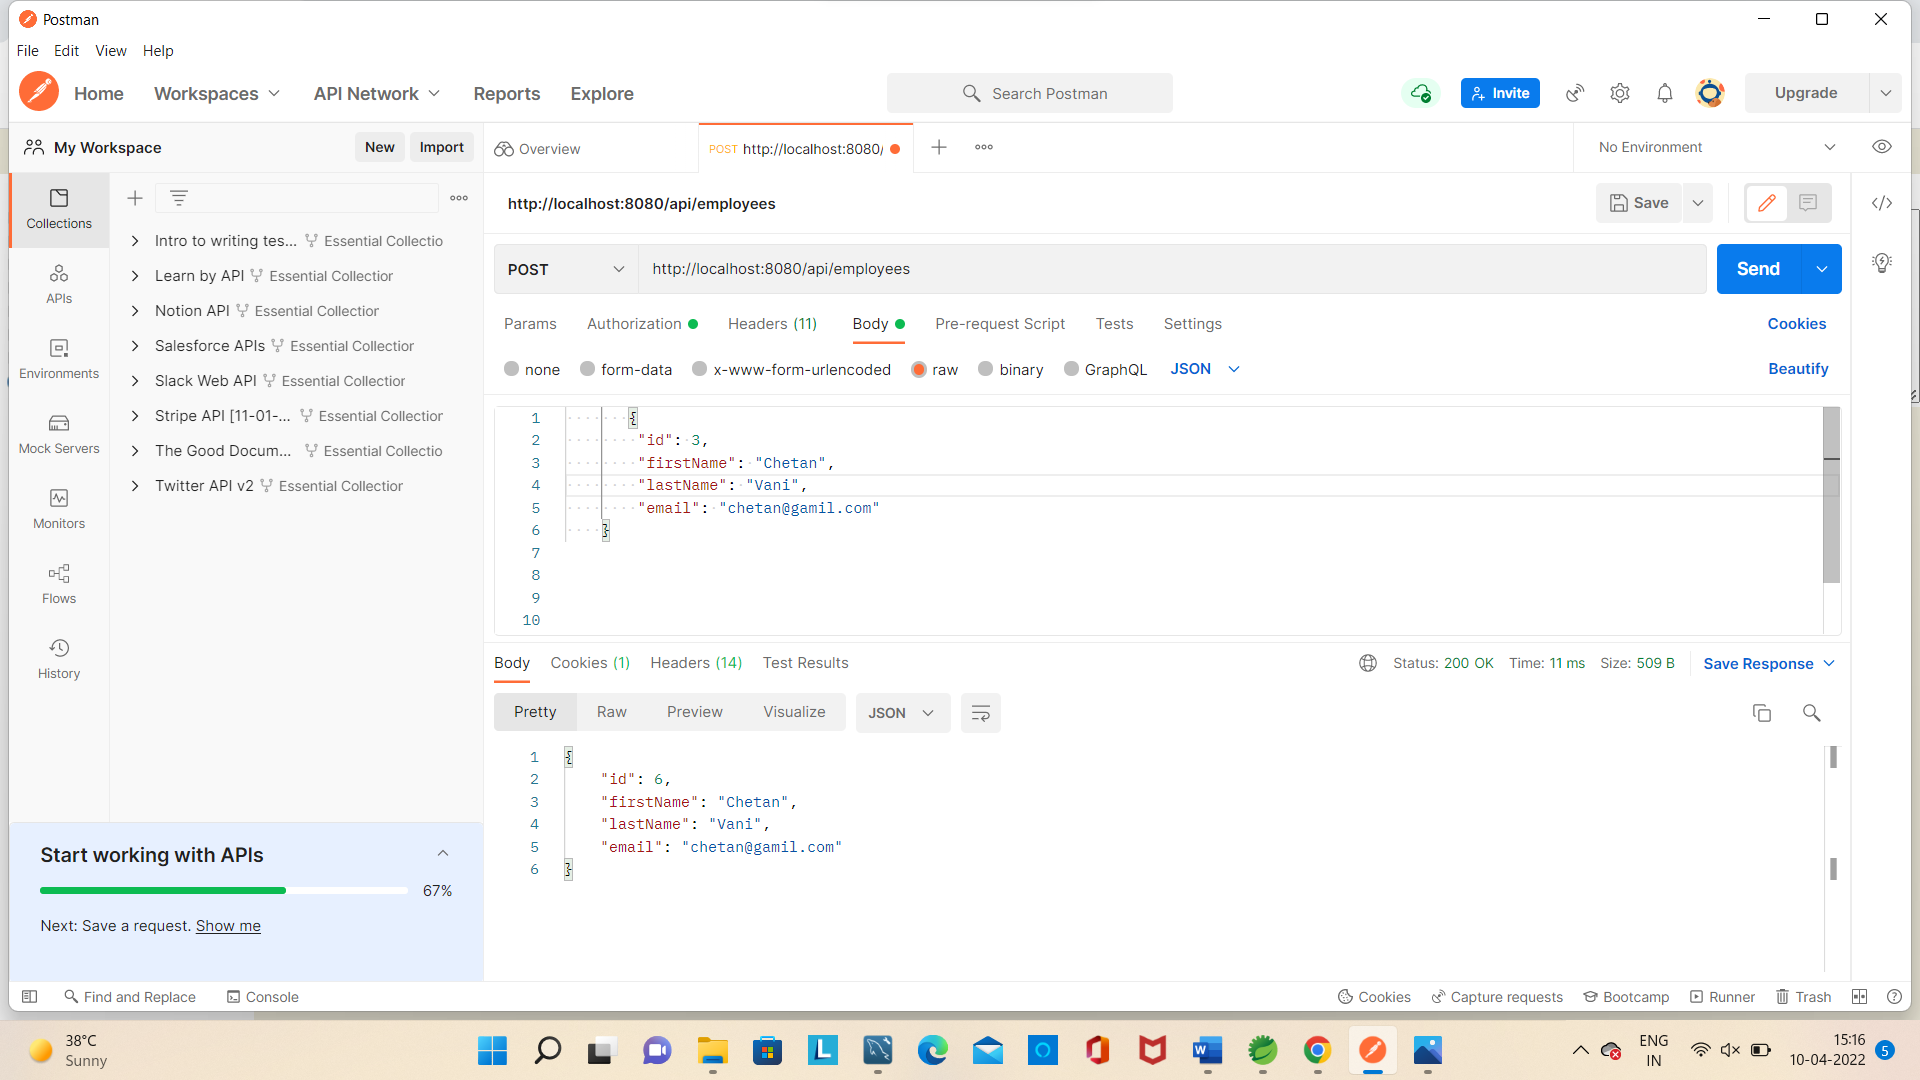 Postman
File Edit View Help
Home Workspaces API Network Reports Explore Search Postman Invite Upgrade
My Workspace New Import Overview POST http://localhost:8080/ No Environment
Collections
APIs
Environments
Mock Servers
Monitors
Flows
History
Intro to writing tes... Essential Collectio
Learn by API Essential Collection
Notion API Essential Collection
Salesforce APIs Essential Collection
Slack Web API Essential Collection
Stripe API [11-01-... Essential Collection
The Good Docum... Essential Collectio
Twitter API v2 Essential Collection
Start working with APIs
67%
Next: Save a request. Show me
http://localhost:8080/api/employees Save
POST http://localhost:8080/api/employees Send
Params Authorization Headers (11) Body Pre-request Script Tests Settings Cookies
none form-data x-www-form-urlencoded raw binary GraphQL JSON Beautify
1 {
2 "id": 3,
3 "firstName": "Chetan",
4 "lastName": "Vani",
5 "email": "chetan@gamil.com"
6 }
7
8
9
10
Body Cookies (1) Headers (14) Test Results Status: 200 OK Time: 11 ms Size: 509 B Save Response
Pretty Raw Preview Visualize JSON
1 {
2 "id": 6,
3 "firstName": "Chetan",
4 "lastName": "Vani",
5 "email": "chetan@gamil.com"
6 }
Find and Replace Console Cookies Capture requests Bootcamp Runner Trash
38°C
Sunny
L
W
ENG
IN
15:16
10-04-2022
5